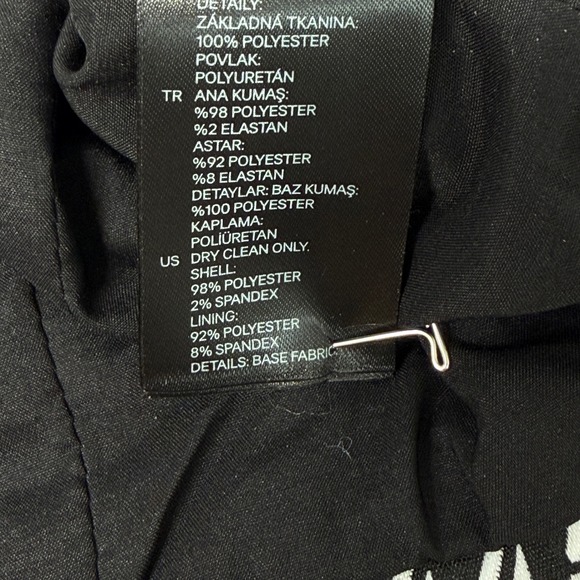 DETAILY:
ZÁKLADNÁ TKANINA:
100% POLYESTER
POVLAK:
POLYURETÁN
TR ANA KUMAŞ:
%98 POLYESTER
%2 ELASTAN
ASTAR:
%92 POLYESTER
%8 ELASTAN
DETAYLAR: BAZ KUMAŞ:
%100 POLYESTER
KAPLAMA:
POLİÜRETAN
US DRY CLEAN ONLY.
SHELL:
98% POLYESTER
2% SPANDEX
LINING:
92% POLYESTER
8% SPANDEX
DETAILS: BASE FABRIC